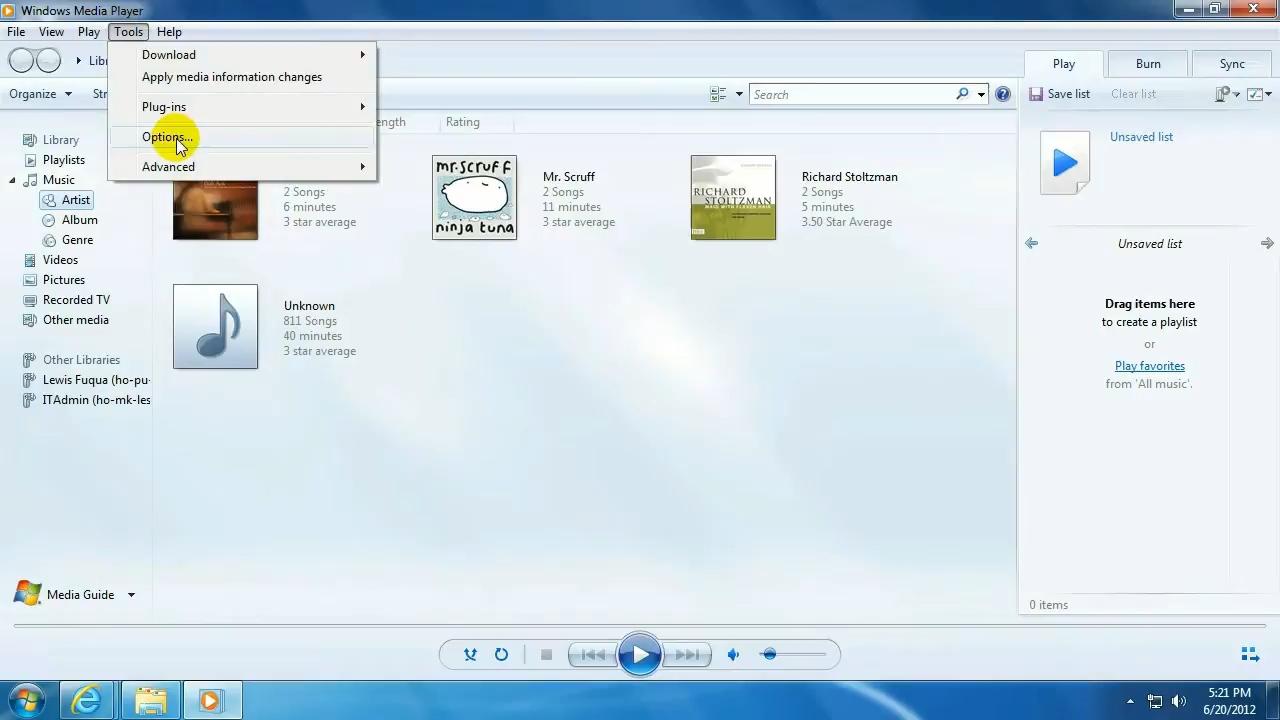 Windows Media Player
File View Play Tools Help
Download
Apply media information changes
Plug-ins
Options...
Advanced
Play Burn Sync
Organize
Search
Save list Clear list
Rating
Library
Playlists
Music
Artist
Album
Genre
Videos
Pictures
Recorded TV
Other media
Other Libraries
Lewis Fuqua (ho-pu-
ITAdmin (ho-mk-les
2 Songs
6 minutes
3 star average
mr.scruff
ninja tuna
Mr. Scruff
2 Songs
11 minutes
3 star average
RICHARD
STOLTZMAN
MAID WITH FLAXEN HAIR
Richard Stoltzman
2 Songs
5 minutes
3.50 Star Average
Unknown
811 Songs
40 minutes
3 star average
Unsaved list
Unsaved list
Drag items here
to create a playlist
or
Play favorites
from 'All music'.
0 items
Media Guide
5:21 PM
6/20/2012